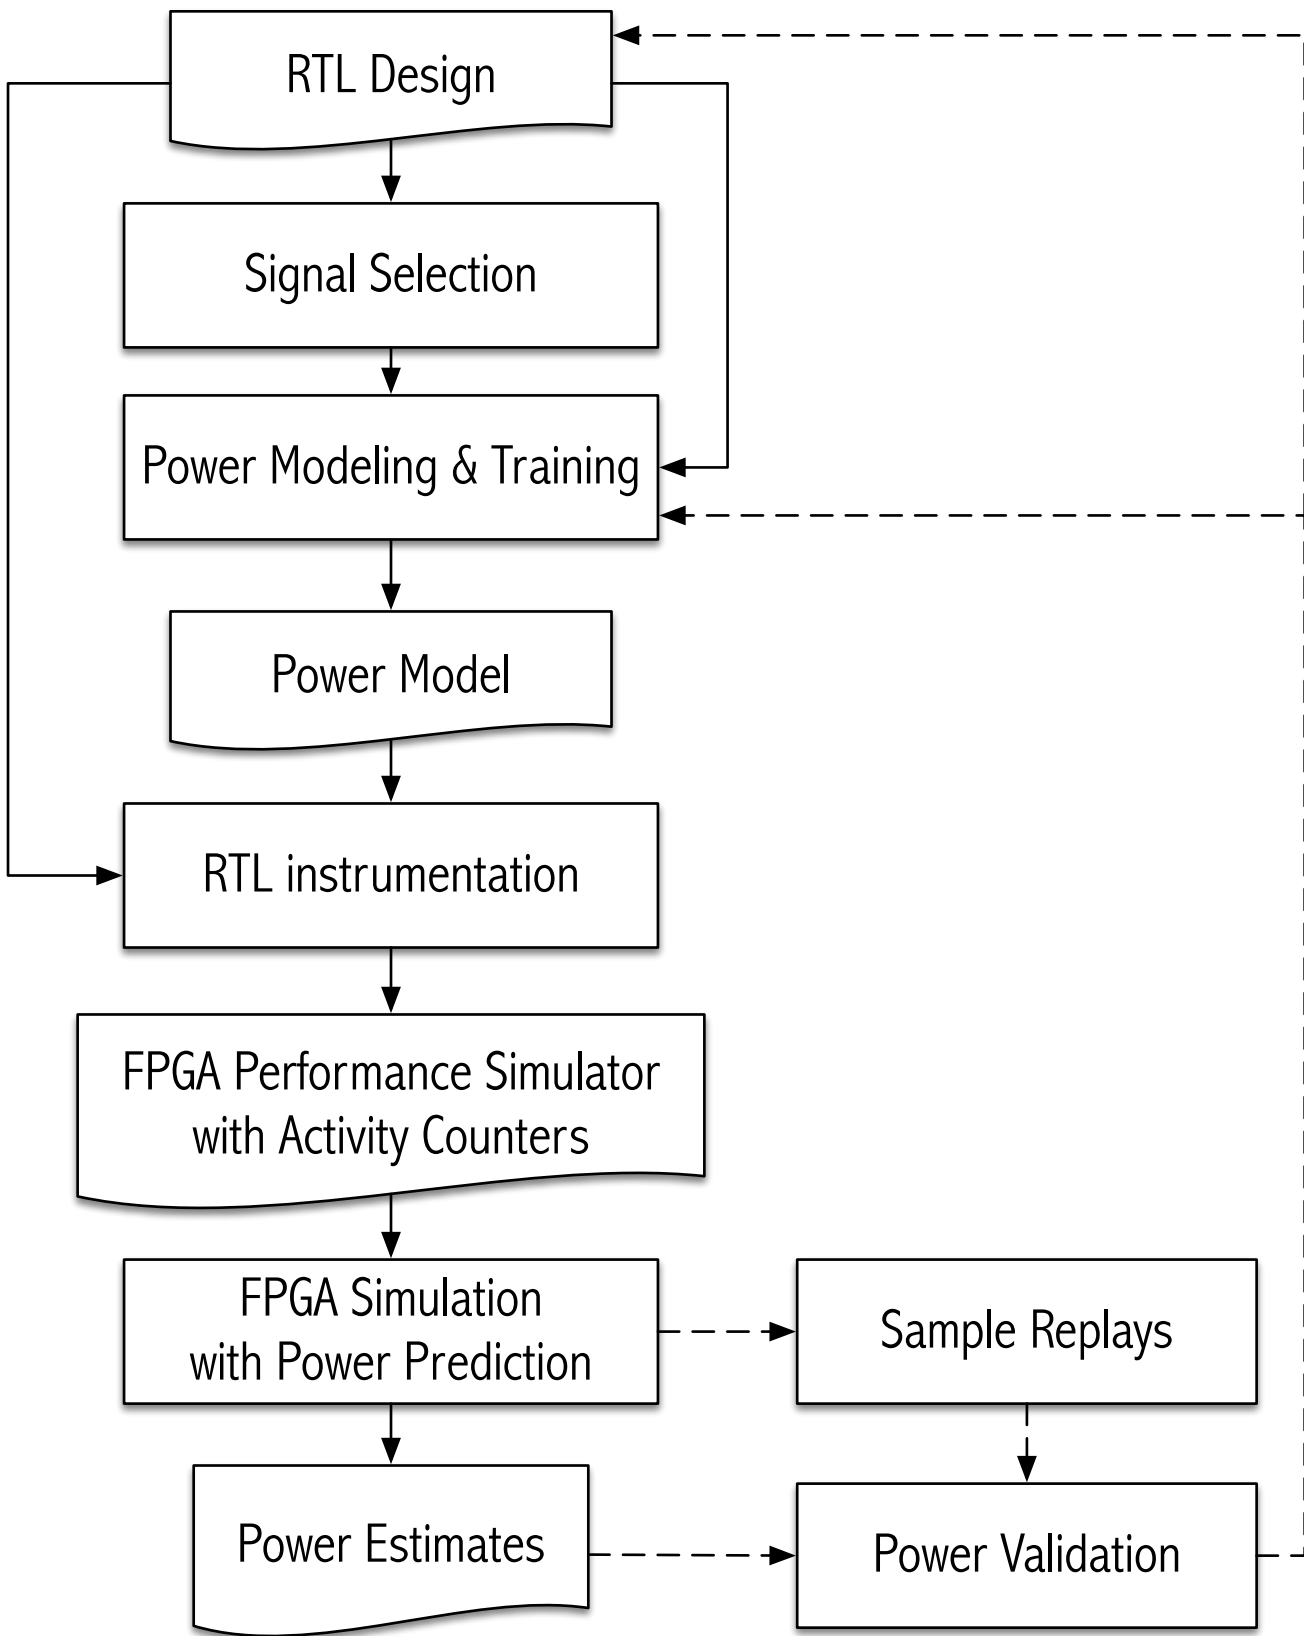 RTL Design
Signal Selection
Power Modeling & Training
Power Model
RTL instrumentation
FPGA Performance Simulator
with Activity Counters
FPGA Simulation
with Power Prediction
Sample Replays
Power Estimates
Power Validation